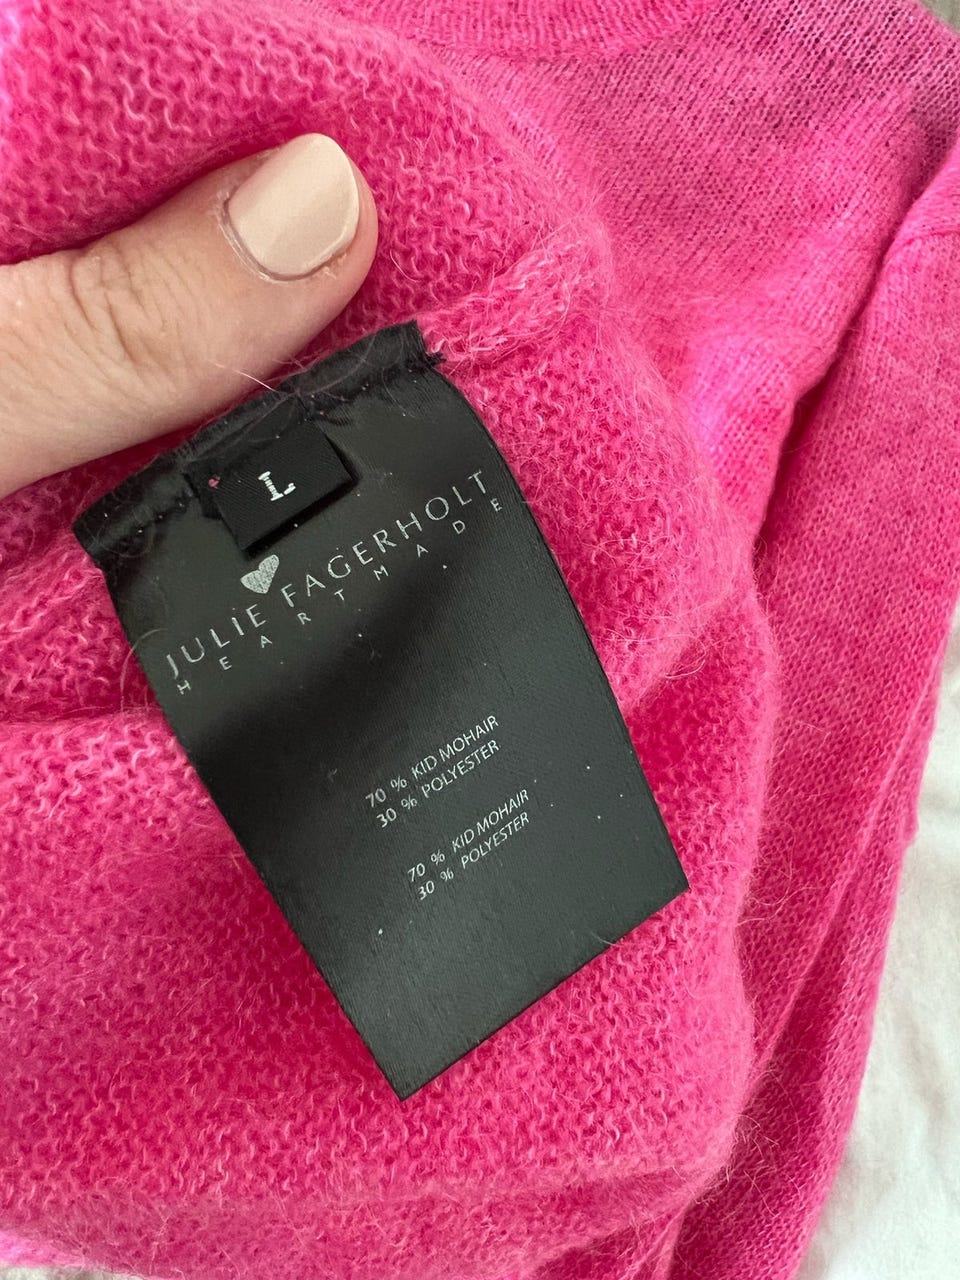 L
JULIE FAGERHOLT
HEARTMADE
70 % KID MOHAIR
30 % POLYESTER
70 % KID MOHAIR
30 % POLYESTER